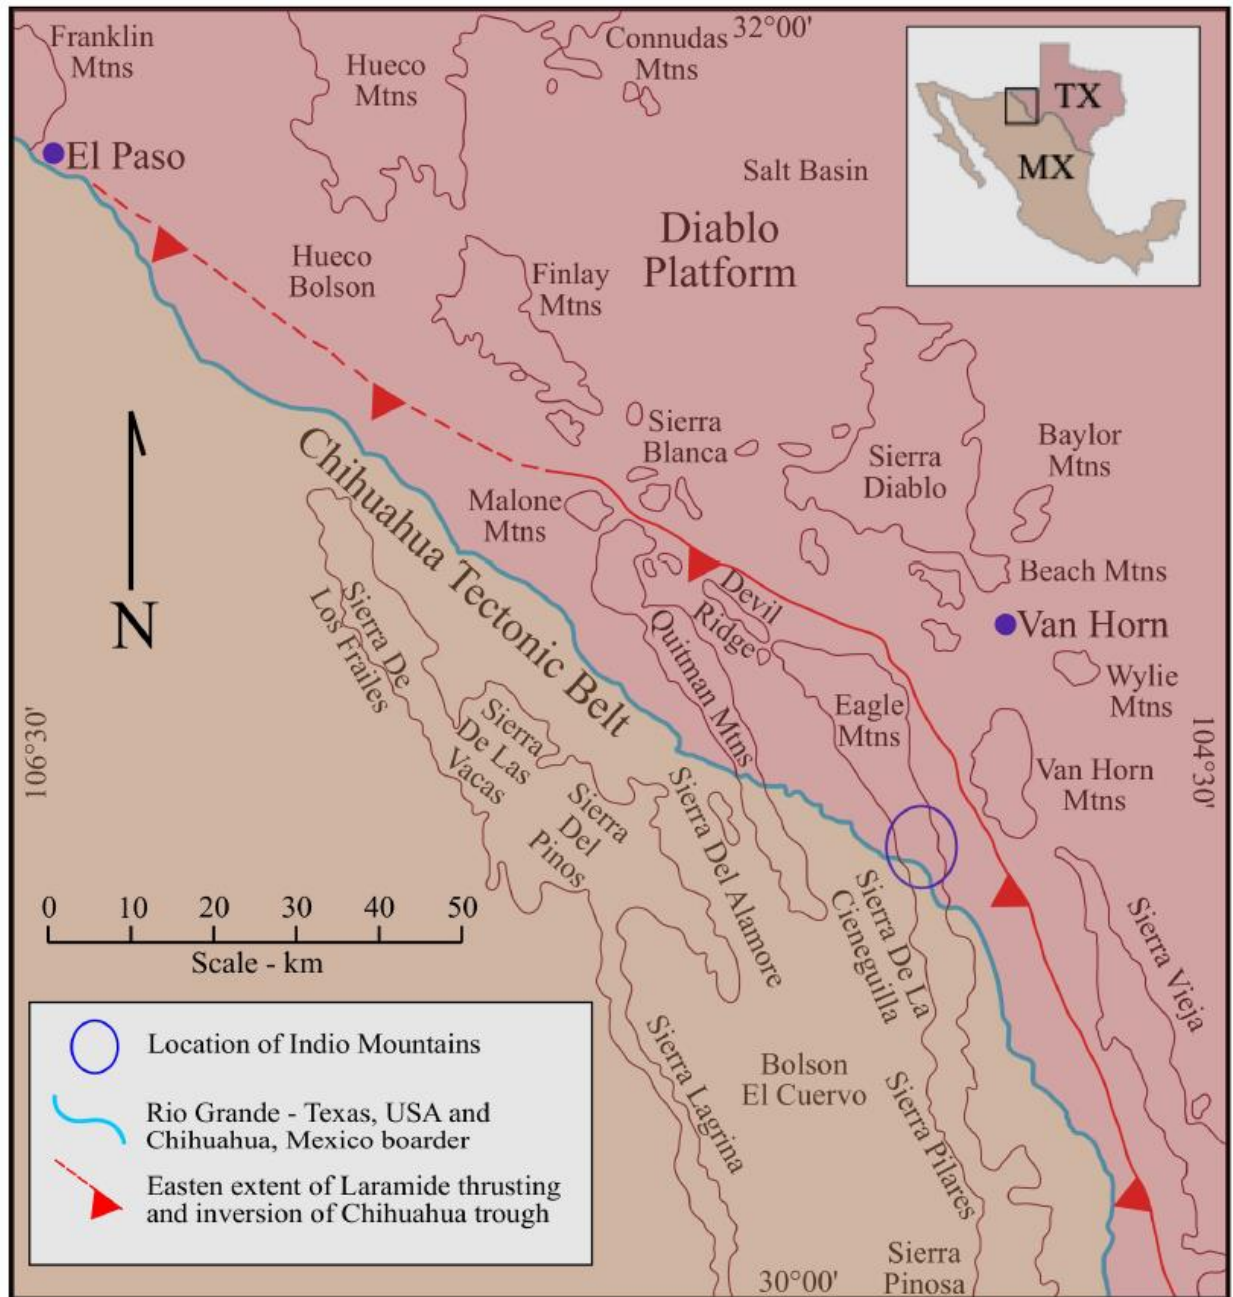 Franklin
Mtns
Hueco
Mtns
Connudas
Mtns
32°00'
TX
MX
El Paso
Salt Basin
Diablo
Platform
Hueco
Bolson
Finlay
Mtns
Sierra
Blanca
Sierra
Diablo
Baylor
Mtns
Chihuahua Tectonic Belt
Malone
Mtns
Devil
Ridge
Beach Mtns
N
Van Horn
Sierra De
Los Frailes
Quitman Mtns
Wylie
Mtns
106°30'
104°30'
Sierra
De Las
Vacas
Eagle
Mtns
Van Horn
Mtns
Sierra
Del
Pinos
Sierra Del Alamore
Sierra De La
Cieneguilla
Sierra Vieja
0 10 20 30 40 50
Scale - km
Sierra Lagrina
Bolson
El Cuervo
Sierra Pilares
Sierra
Pinosa
30°00'
Location of Indio Mountains
Rio Grande - Texas, USA and
Chihuahua, Mexico boarder
Easten extent of Laramide thrusting
and inversion of Chihuahua trough